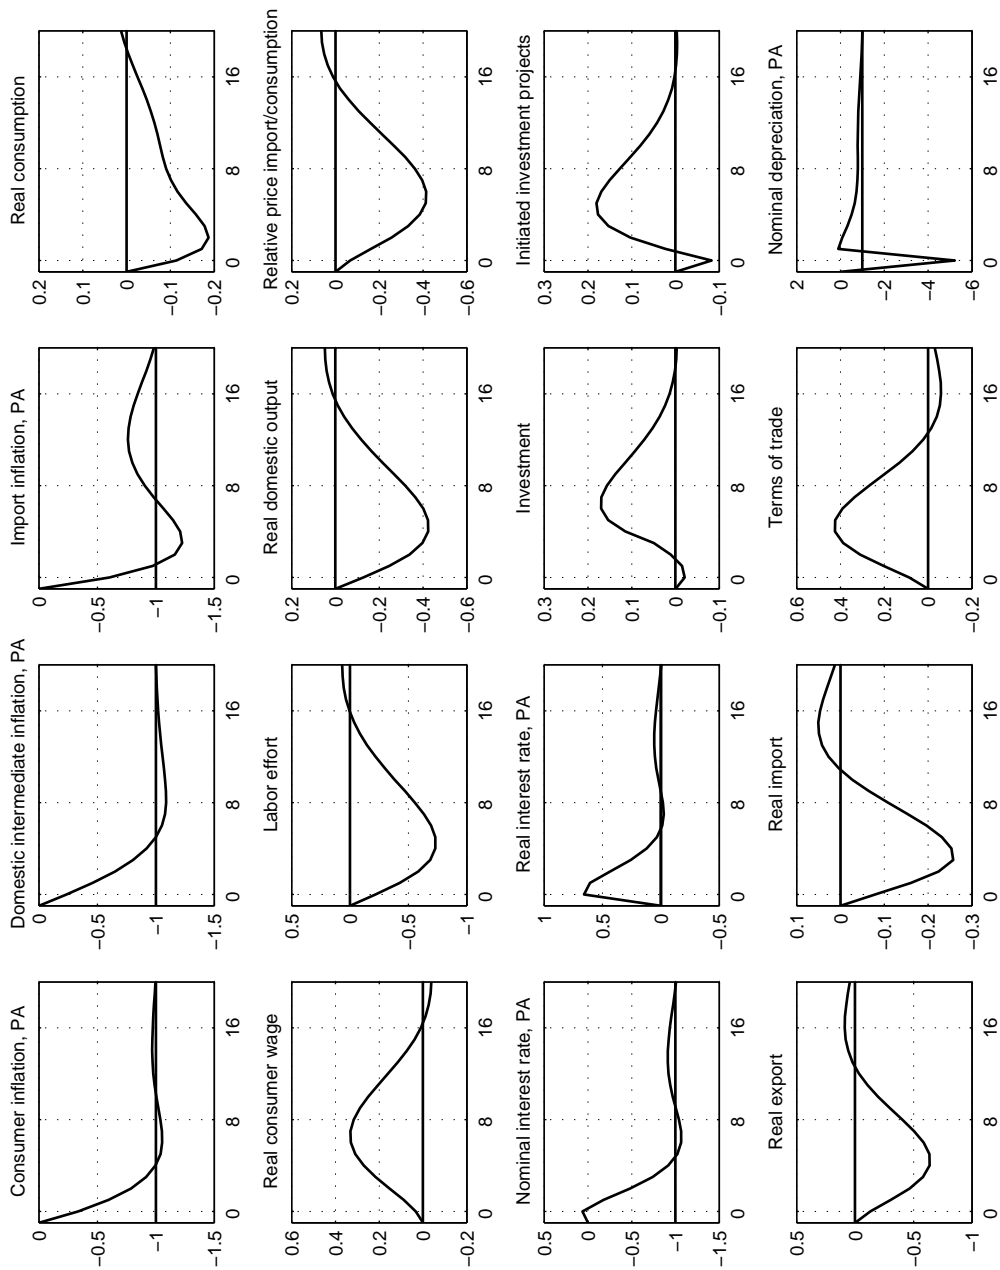 Consumer inflation, PA
0
−0.5
−1
−1.5
0 8 16
Domestic intermediate inflation, PA
0
−0.5
−1
−1.5
0 8 16
Import inflation, PA
0
−0.5
−1
−1.5
0 8 16
Real consumption
0.2
0.1
0
−0.1
−0.2
0 8 16
Real consumer wage
0.6
0.4
0.2
0
−0.2
0 8 16
Labor effort
0.5
0
−0.5
−1
0 8 16
Real domestic output
0.2
0
−0.2
−0.4
−0.6
0 8 16
Relative price import/consumption
0.2
0
−0.2
−0.4
−0.6
0 8 16
Nominal interest rate, PA
0.5
0
−0.5
−1
−1.5
0 8 16
Real interest rate, PA
1
0.5
0
−0.5
0 8 16
Investment
0.3
0.2
0.1
0
−0.1
0 8 16
Initiated investment projects
0.3
0.2
0.1
0
−0.1
0 8 16
Real export
0.5
0
−0.5
−1
0 8 16
Real import
0.1
0
−0.1
−0.2
−0.3
0 8 16
Terms of trade
0.6
0.4
0.2
0
−0.2
0 8 16
Nominal depreciation, PA
2
0
−2
−4
−6
0 8 16